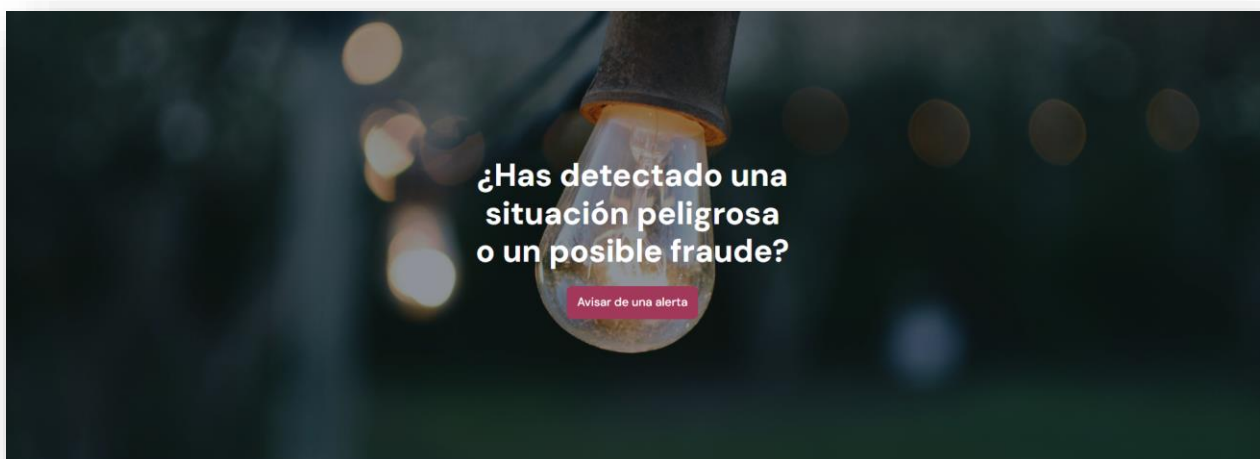 ¿Has detectado una
situación peligrosa
o un posible fraude?
Avisar de una alerta